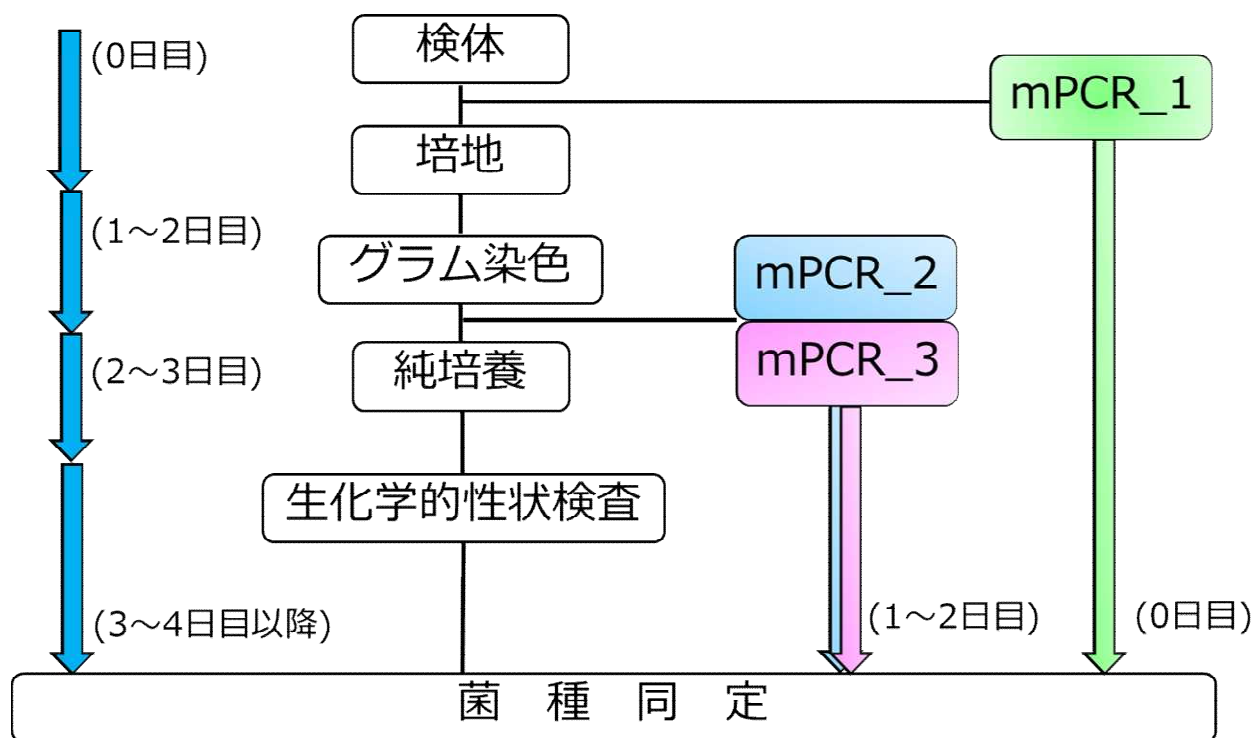 (0日目)
検体
mPCR_1
培地
(1～2日目)
グラム染色
mPCR_2
mPCR_3
(2～3日目)
純培養
生化学的性状検査
(3～4日目以降)
(1～2日目)
(0日目)
菌 種 同 定